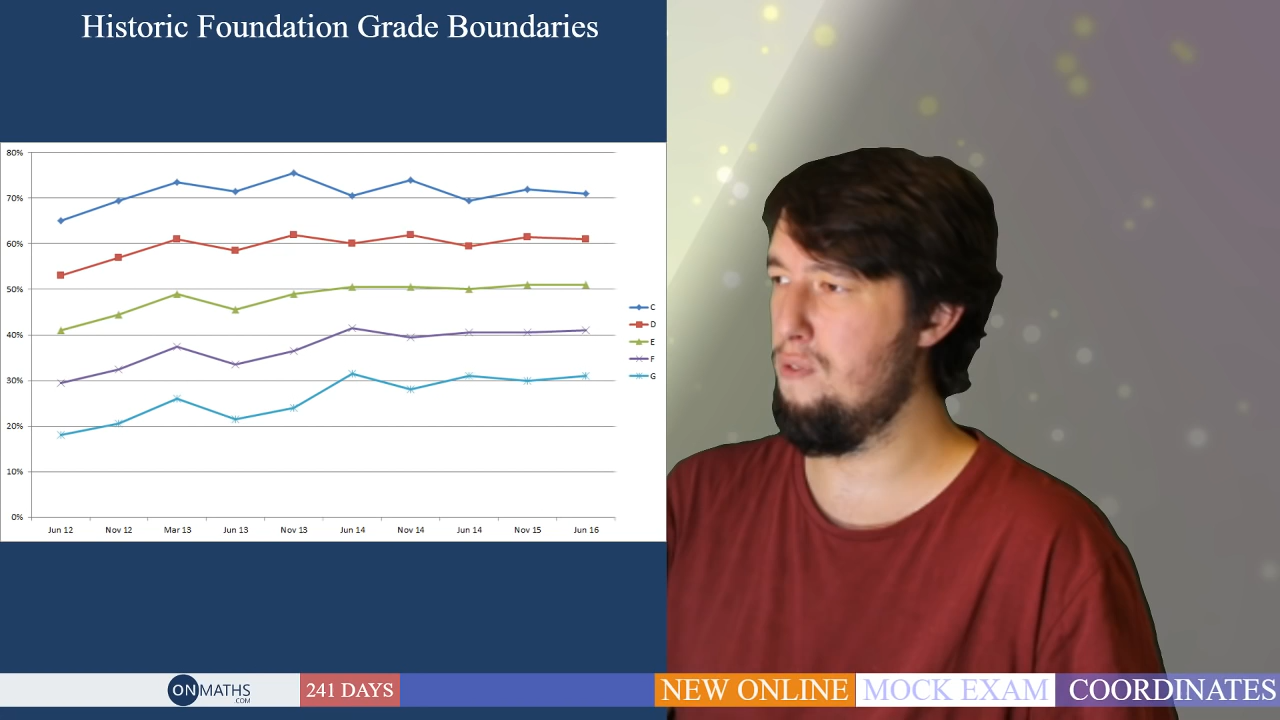 Historic Foundation Grade Boundaries
80%
70%
60%
50%
40%
30%
20%
10%
0%
Jun 12 Nov 12 Mar 13 Jun 13 Nov 13 Jun 14 Nov 14 Jun 14 Nov 15 Jun 16
C
D
E
F
G
ONMATHS
.COM
241 DAYS
NEW ONLINE MOCK EXAM COORDINATES